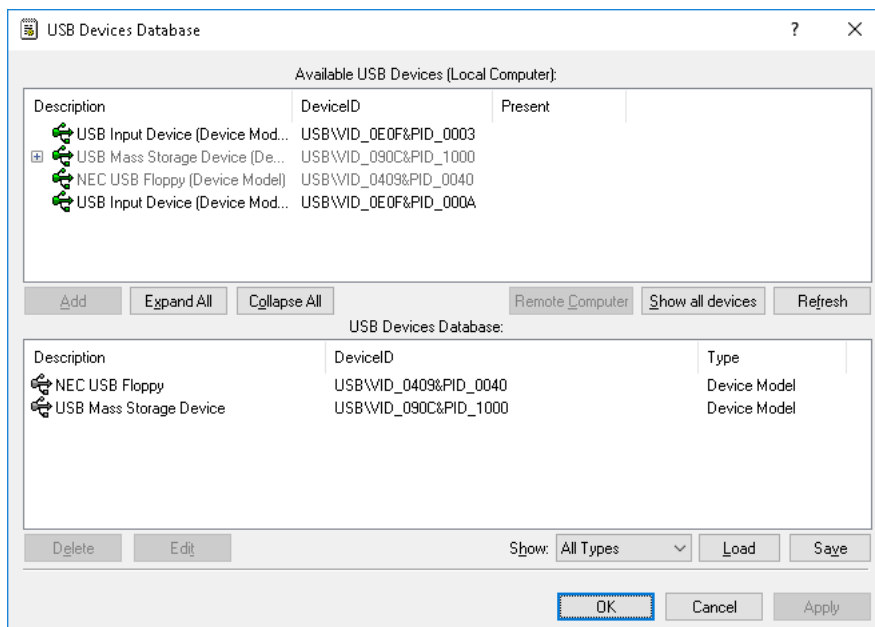 USB Devices Database
Available USB Devices (Local Computer):
Description DeviceID Present
USB Input Device (Device Mod... USB\VID_0E0F&PID_0003
USB Mass Storage Device (De... USB\VID_090C&PID_1000
NEC USB Floppy (Device Model) USB\VID_0409&PID_0040
USB Input Device (Device Mod... USB\VID_0E0F&PID_000A
Add Expand All Collapse All Remote Computer Show all devices Refresh
USB Devices Database:
Description DeviceID Type
NEC USB Floppy USB\VID_0409&PID_0040 Device Model
USB Mass Storage Device USB\VID_090C&PID_1000 Device Model
Delete Edit Show: All Types Load Save
OK Cancel Apply